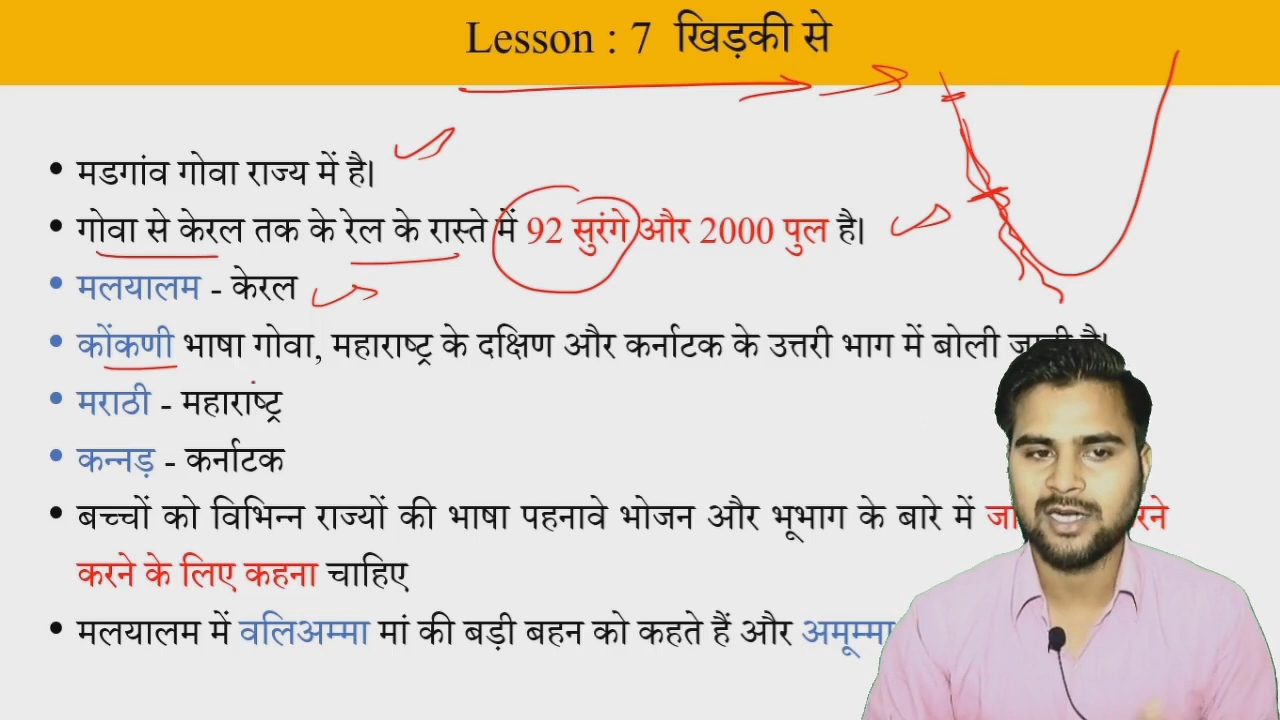 Lesson : 7 खिड़की से
• मडगांव गोवा राज्य में है।
• गोवा से केरल तक के रेल के रास्ते में 92 सुरंगे और 2000 पुल है।
• मलयालम - केरल
• कोंकणी भाषा गोवा, महाराष्ट्र के दक्षिण और कर्नाटक के उत्तरी भाग में बोली जाती है।
• मराठी - महाराष्ट्र
• कन्नड़ - कर्नाटक
• बच्चों को विभिन्न राज्यों की भाषा पहनावे भोजन और भूभाग के बारे में
करने के लिए कहना चाहिए
• मलयालम में वलिअम्मा मां की बड़ी बहन को कहते हैं और अमूम्मा